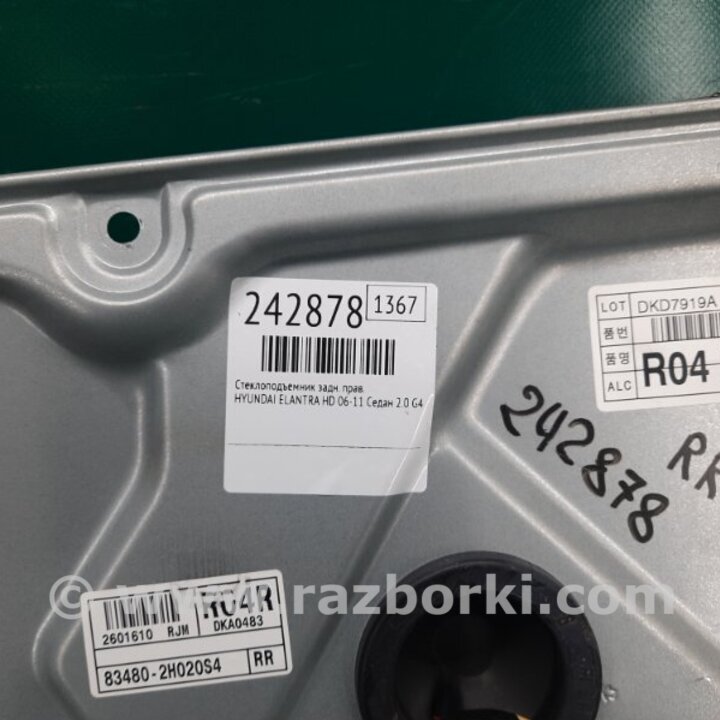 242878 1367
Стеклоподъемник задн. прав.
HYUNDAI ELANTRA HD 06-11 Седан 2.0 G4
LOT DKD7919A
품번
품명 R04
ALC
242878
RR
2601610 RJM R04R
DKA0483
83480-2H020S4 RR
© www.razborki.com